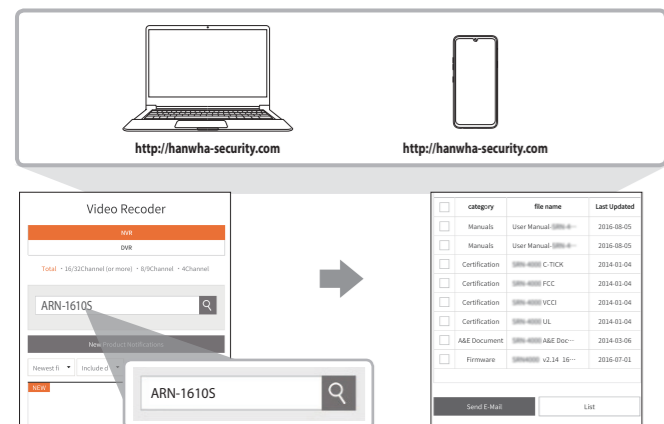 http://hanwha-security.com
http://hanwha-security.com
Video Recoder
NVR
DVR
Total · 16/32Channel (or more) · 8/9Channel · 4Channel
ARN-1610S
New Product Notifications
Newest fi
Include d
NEW
ARN-1610S
category file name Last Updated
Manuals User Manual- 2016-08-05
Manuals User Manual- 2016-08-05
Certification C-TICK 2014-01-04
Certification FCC 2014-01-04
Certification VCCI 2014-01-04
Certification UL 2014-01-04
A&E Document A&E Doc··· 2014-03-06
Firmware v2.14 16··· 2016-07-01
Send E-Mail List